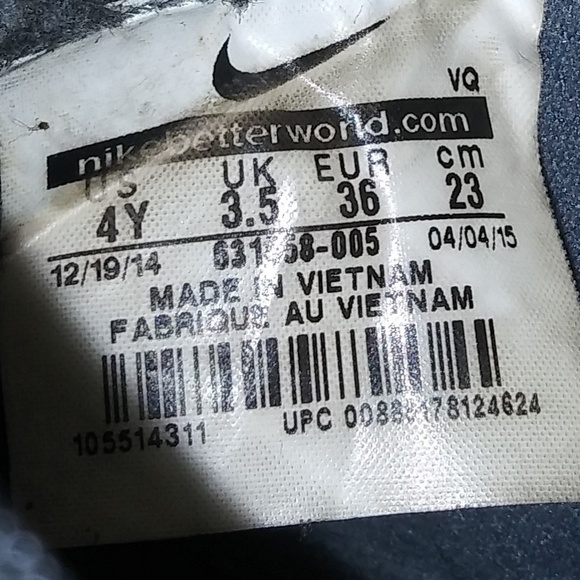 VQ
nikebetterworld.com
US UK EUR cm
4Y 3.5 36 23
12/19/14 04/04/15
MADE IN VIETNAM
FABRIQUE AU VIETNAM
105514311 UPC